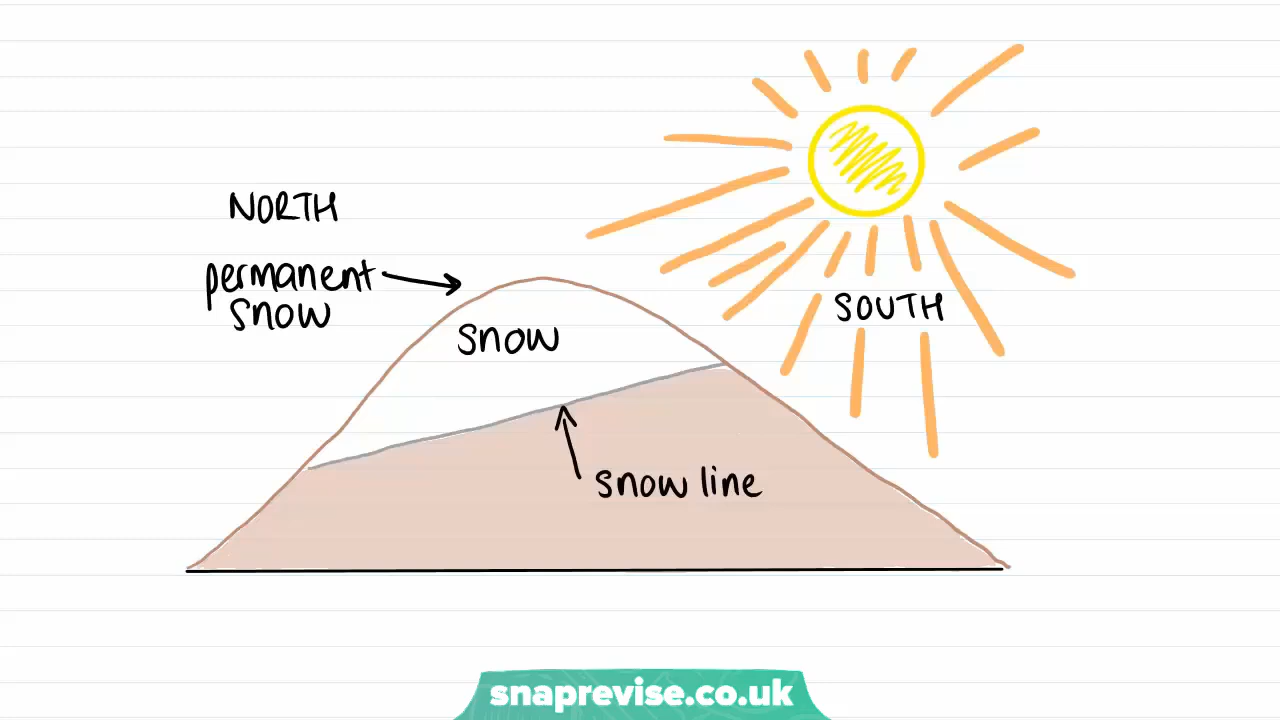 NORTH
permanent
snow
snow
SOUTH
snow line
snaprevise.co.uk